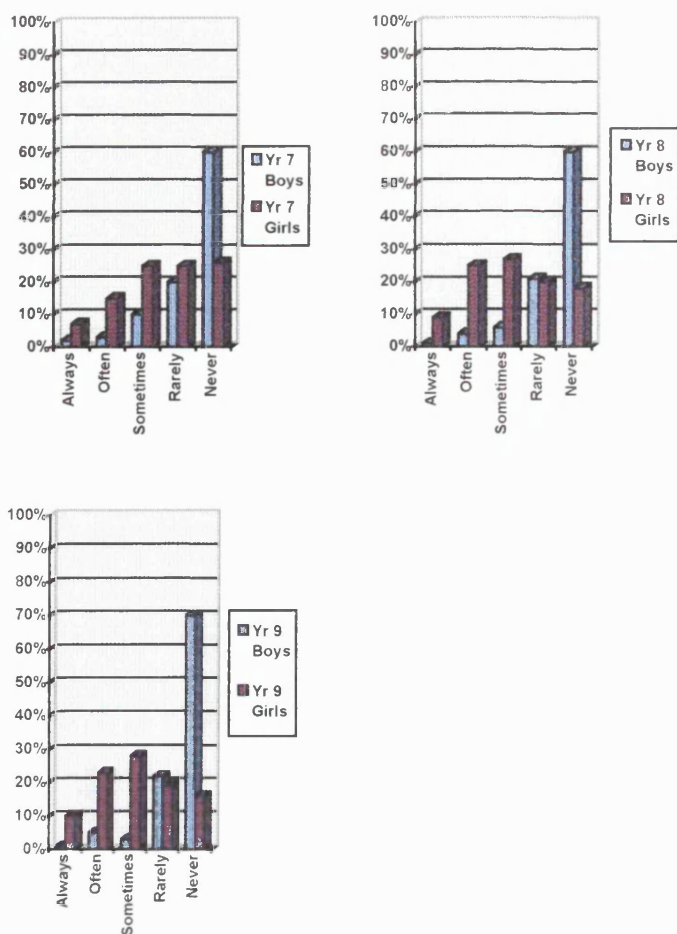 100%
90%
80%
70%
60%
50%
40%
30%
20%
10%
0%
Always
Often
Sometimes
Rarely
Never
Yr 7
Boys
Yr 7
Girls
100%
90%
80%
70%
60%
50%
40%
30%
20%
10%
0%
Always
Often
Sometimes
Rarely
Never
Yr 8
Boys
Yr 8
Girls
100%
90%
80%
70%
60%
50%
40%
30%
20%
10%
0%
Always
Often
Sometimes
Rarely
Never
Yr 9
Boys
Yr 9
Girls